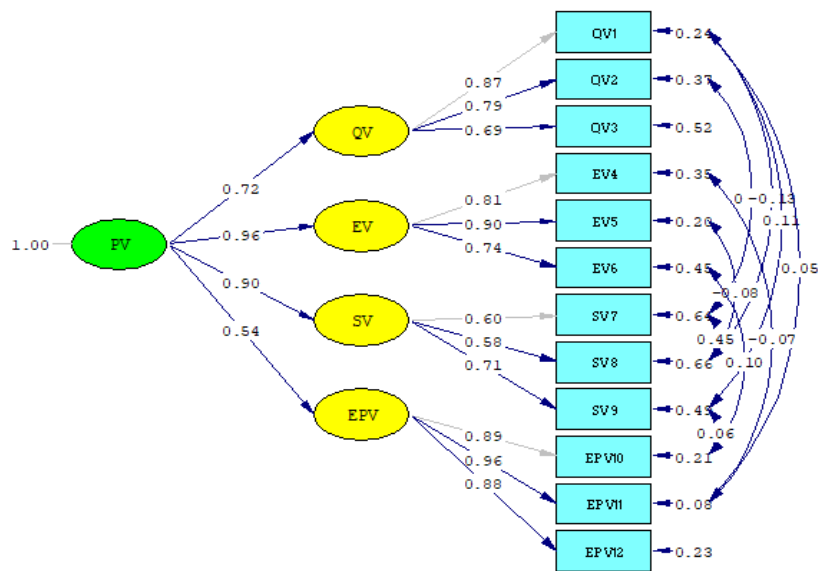 QV1 0.24
0.87
QV2 0.37
0.79
QV QV3 0.52
0.69
EV4 0.35
0.72 0.81 -0.13
EV5 0.20 0.11
EV 0.90
0.96
1.00 PV 0.74
EV6 0.45 0.05
0.90 -0.08
SV 0.60 SV7 0.64
0.54 0.58 0.45 -0.07
SV8 0.66 0.10
0.71
SV9 0.49
EPV 0.06
0.89
EPV10 0.21
0.96
0.88
EPV11 0.08
EPV12 0.23